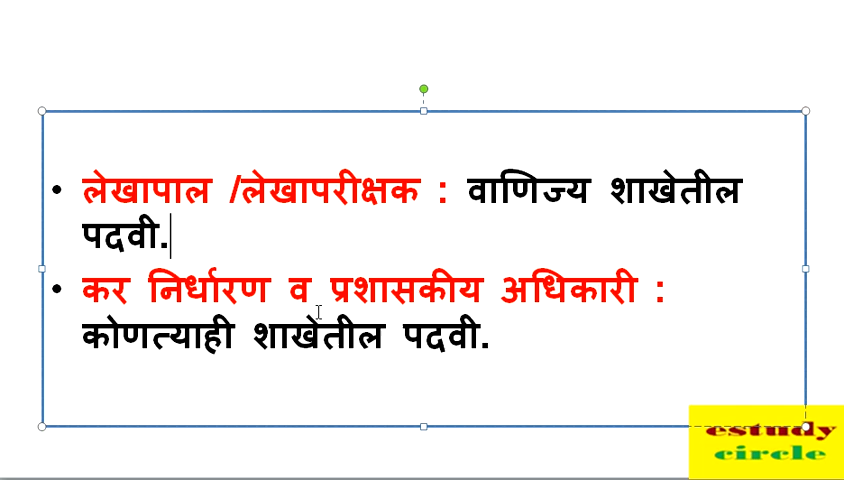 • लेखापाल /लेखापरीक्षक : वाणिज्य शाखेतील
पदवी.
• कर निर्धारण व प्रशासकीय अधिकारी :
कोणत्याही शाखेतील पदवी.
estudy
circle